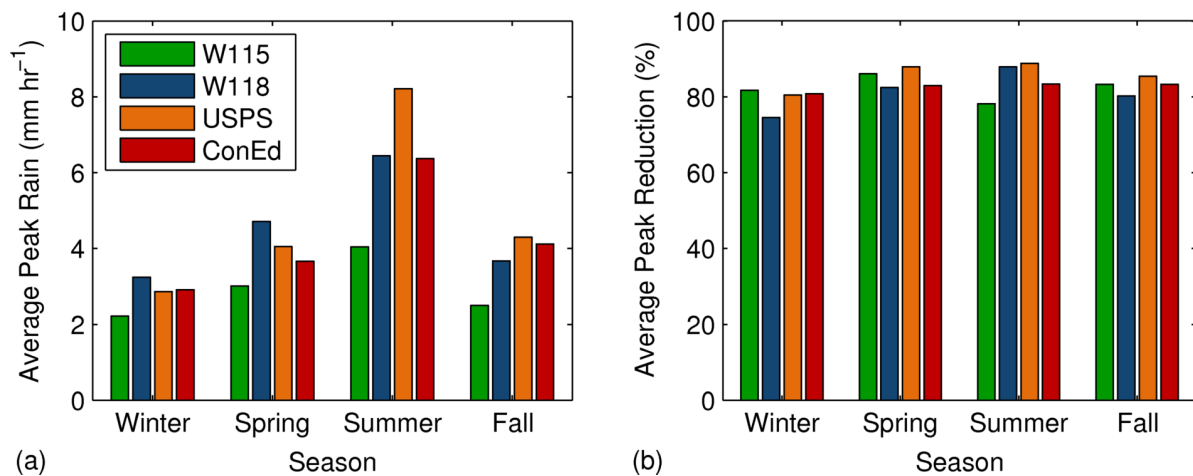 Average Peak Rain (mm hr⁻¹)
10
8
6
4
2
0
W115
W118
USPS
ConEd
Winter
Spring
Summer
Fall
(a)
Season
Average Peak Reduction (%)
100
80
60
40
20
0
Winter
Spring
Summer
Fall
(b)
Season